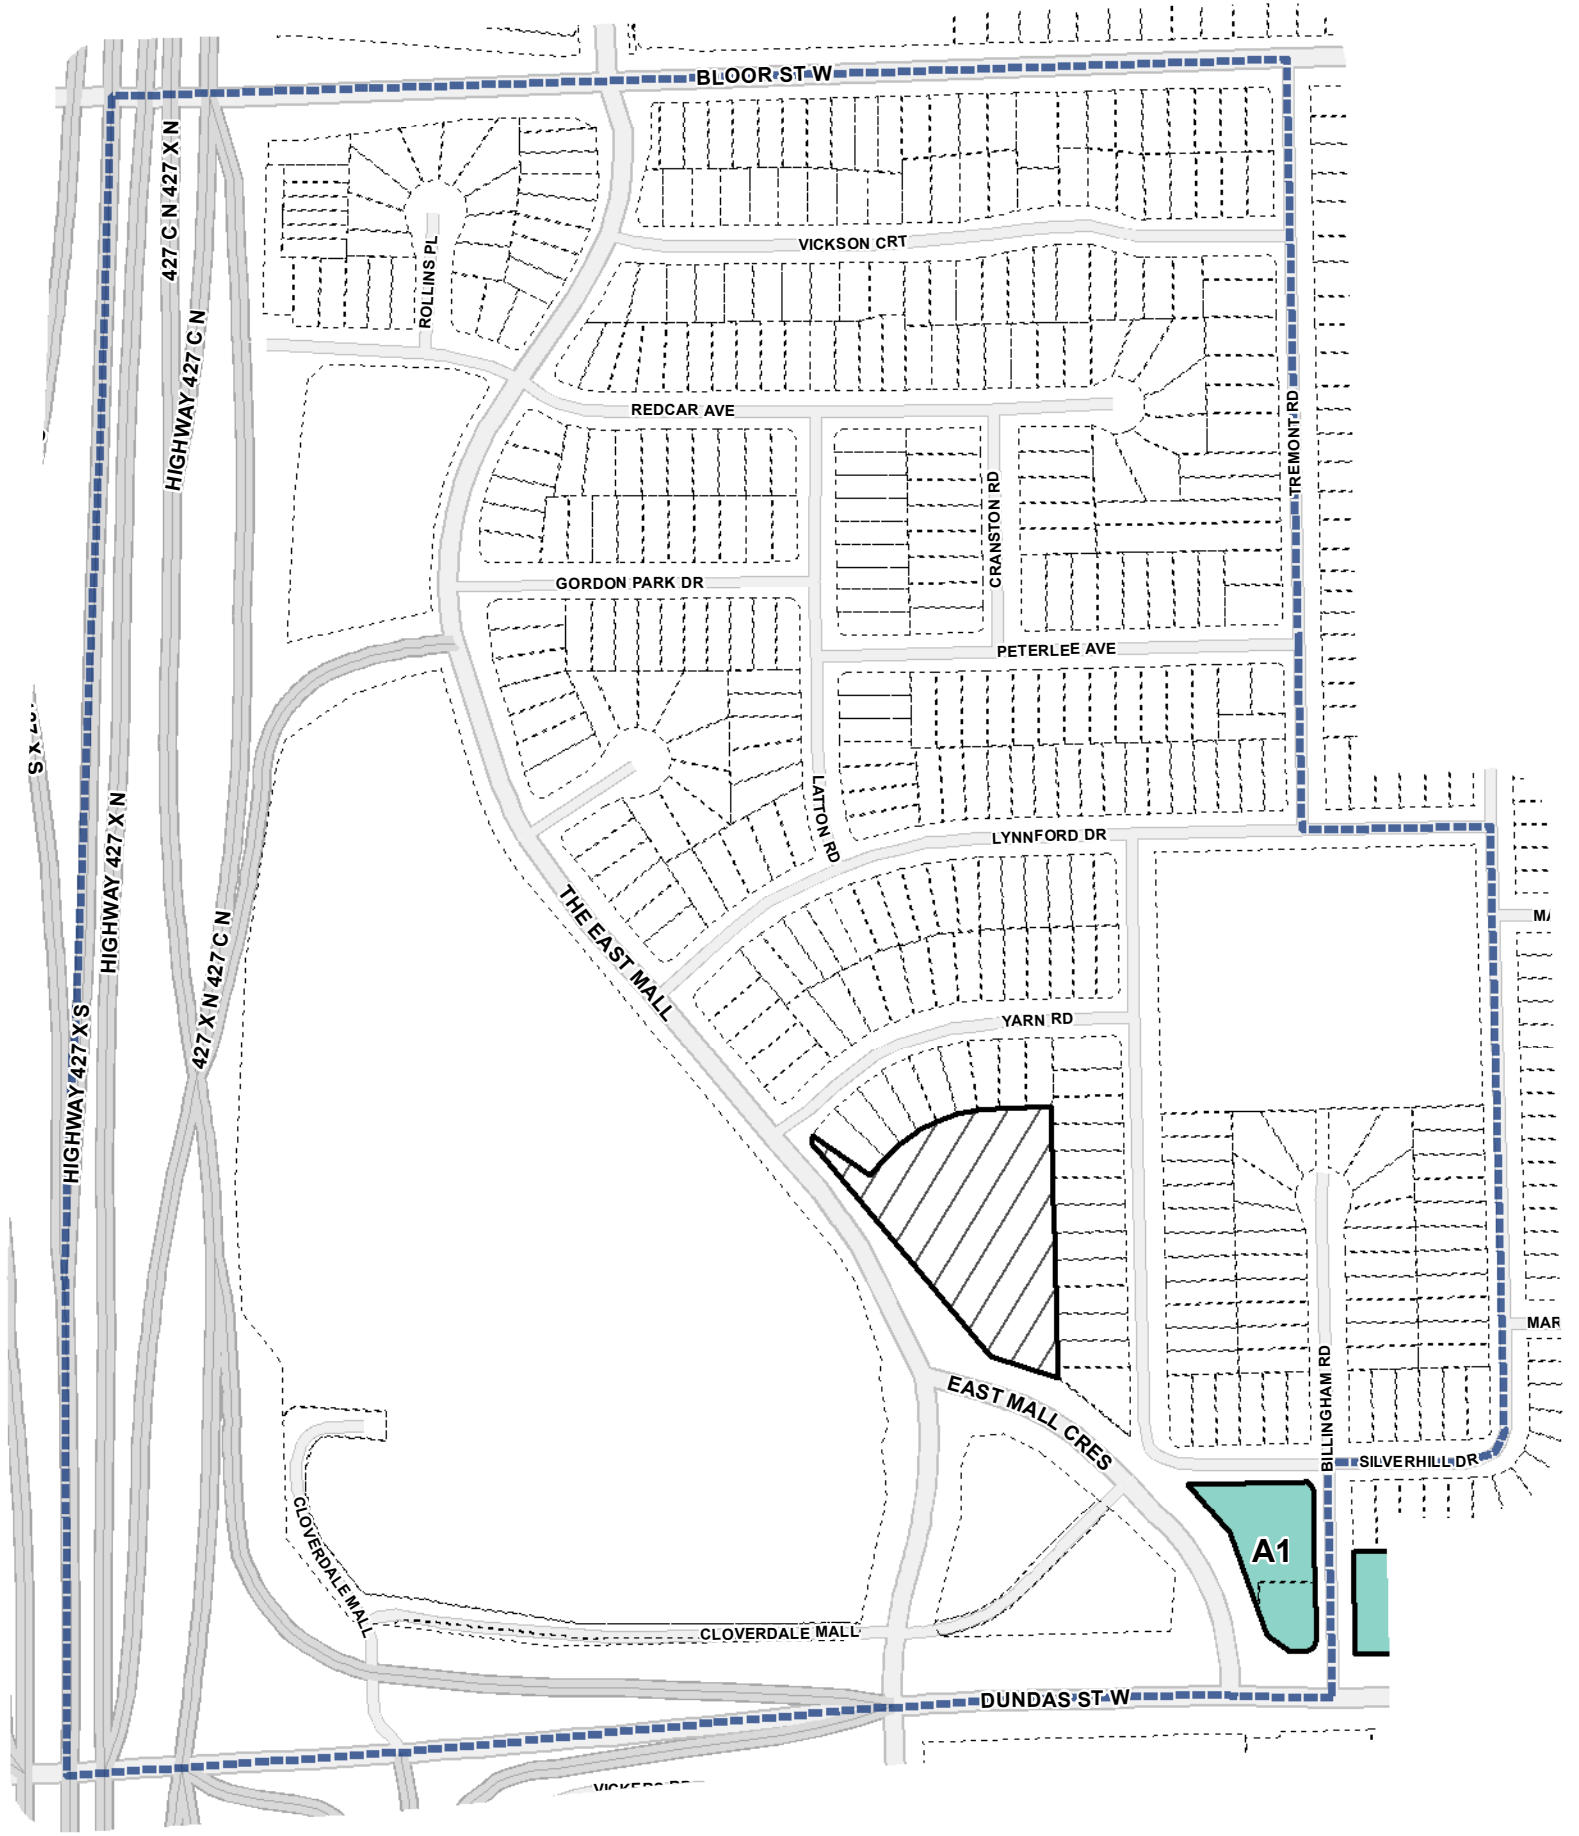 BLOOR ST W
427 C N 427 X N
VICKSON CRT
ROLLINS PL
HIGHWAY 427 C N
REDCAR AVE
TREMONT RD
CRANSTON RD
GORDON PARK DR
PETERLEE AVE
HIGHWAY 427 X N
LATTON RD
LYNNFORD DR
THE EAST MALL
427 X N 427 C N
YARN RD
HIGHWAY 427 X S
MAR
EAST MALL CRES
BILLINGHAM RD
SILVERHILL DR
CLOVERDALE MALL
A1
CLOVERDALE MALL
DUNDAS ST W